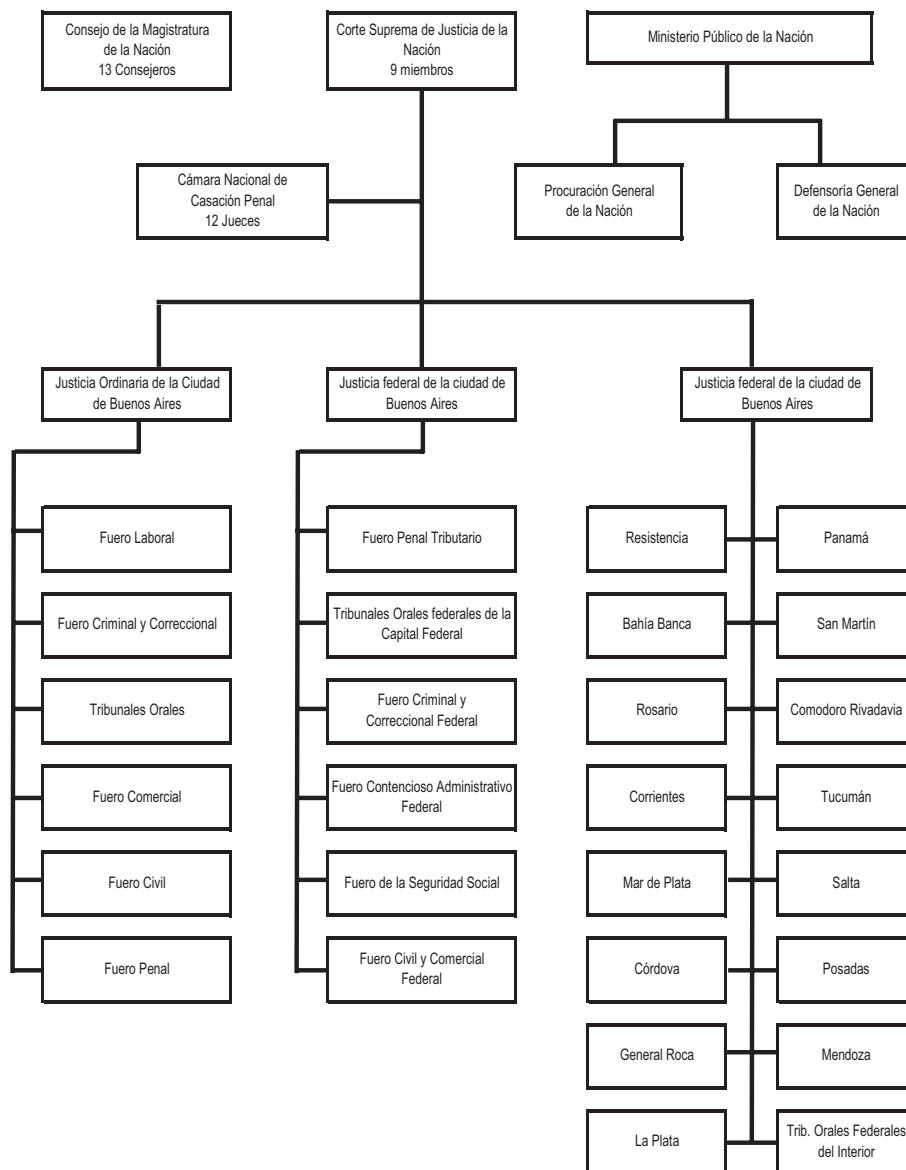 Consejo de la Magistratura
de la Nación
13 Consejeros
Corte Suprema de Justicia de la
Nación
9 miembros
Ministerio Público de la Nación
Cámara Nacional de
Casación Penal
12 Jueces
Procuración General
de la Nación
Defensoría General
de la Nación
Justicia Ordinaria de la Ciudad
de Buenos Aires
Justicia federal de la ciudad de
Buenos Aires
Justicia federal de la ciudad de
Buenos Aires
Fuero Laboral
Fuero Criminal y Correccional
Tribunales Orales
Fuero Comercial
Fuero Civil
Fuero Penal
Fuero Penal Tributario
Tribunales Orales federales de la
Capital Federal
Fuero Criminal y
Correccional Federal
Fuero Contencioso Administrativo
Federal
Fuero de la Seguridad Social
Fuero Civil y Comercial
Federal
Resistencia
Panamá
Bahía Banca
San Martín
Rosario
Comodoro Rivadavia
Corrientes
Tucumán
Mar de Plata
Salta
Córdova
Posadas
General Roca
Mendoza
La Plata
Trib. Orales Federales
del Interior